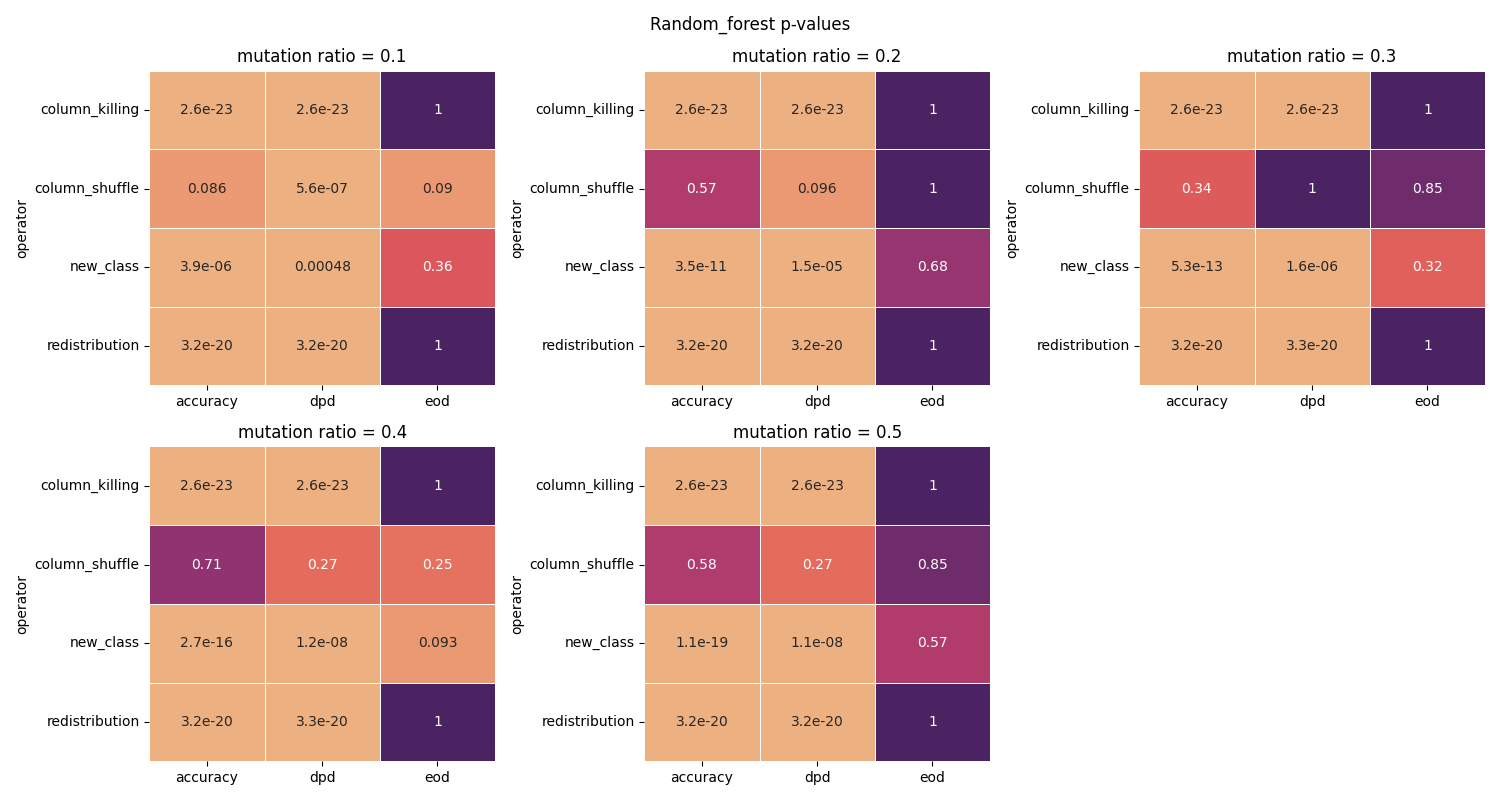 Random_forest p-values
mutation ratio = 0.1
column_killing 2.6e-23 2.6e-23 1
column_shuffle 0.086 5.6e-07 0.09
new_class 3.9e-06 0.00048 0.36
redistribution 3.2e-20 3.2e-20 1
operator
accuracy dpd eod
mutation ratio = 0.2
column_killing 2.6e-23 2.6e-23 1
column_shuffle 0.57 0.096 1
new_class 3.5e-11 1.5e-05 0.68
redistribution 3.2e-20 3.2e-20 1
operator
accuracy dpd eod
mutation ratio = 0.3
column_killing 2.6e-23 2.6e-23 1
column_shuffle 0.34 1 0.85
new_class 5.3e-13 1.6e-06 0.32
redistribution 3.2e-20 3.3e-20 1
operator
accuracy dpd eod
mutation ratio = 0.4
column_killing 2.6e-23 2.6e-23 1
column_shuffle 0.71 0.27 0.25
new_class 2.7e-16 1.2e-08 0.093
redistribution 3.2e-20 3.3e-20 1
operator
accuracy dpd eod
mutation ratio = 0.5
column_killing 2.6e-23 2.6e-23 1
column_shuffle 0.58 0.27 0.85
new_class 1.1e-19 1.1e-08 0.57
redistribution 3.2e-20 3.2e-20 1
operator
accuracy dpd eod